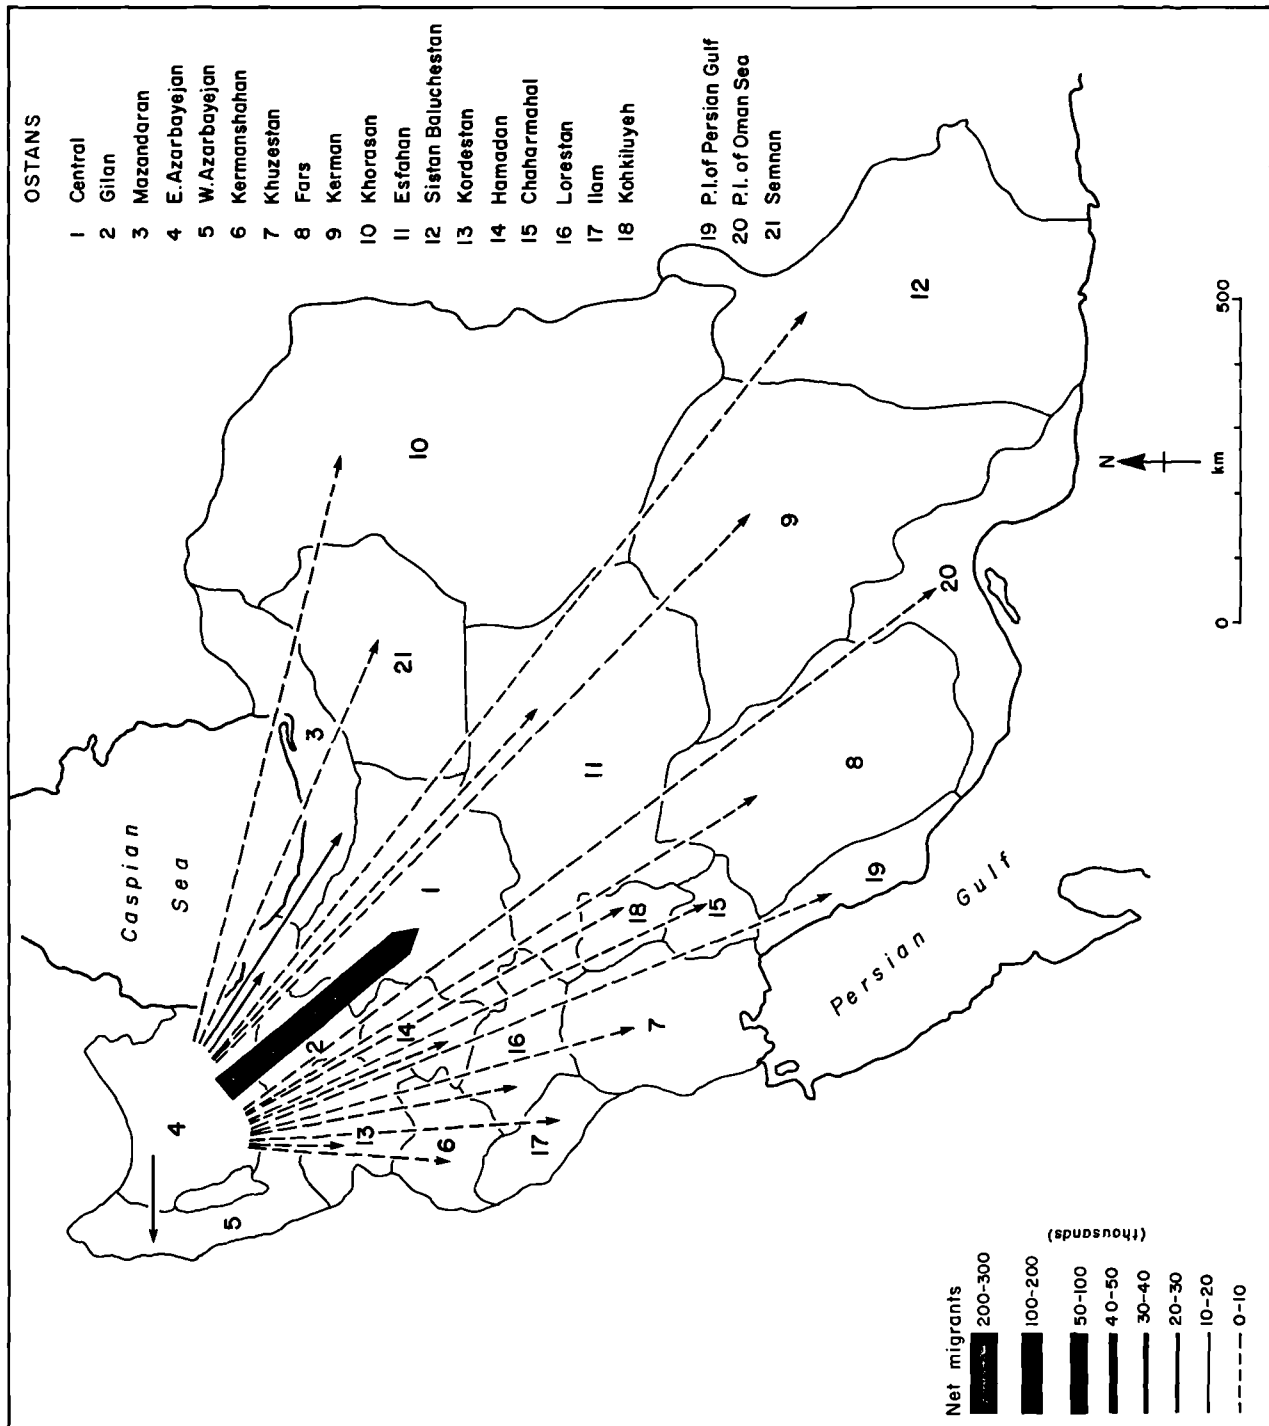 OSTANS
1 Central
2 Gilan
3 Mazandaran
4 E.Azarbayejan
5 W.Azarbayejan
6 Kermanshahan
7 Khuzestan
8 Fars
9 Kerman
10 Khorasan
11 Esfahan
12 Sistan Baluchestan
13 Kordestan
14 Hamadan
15 Chaharmahal
16 Lorestan
17 Ilam
18 Kohkiluyeh
19 P.I.of Persian Gulf
20 P.I. of Oman Sea
21 Semnan
Caspian
Sea
4
5
3
21
10
2
1
14
13
6
16
17
7
18
15
11
9
12
8
19
20
Persian Gulf
N
0 km 500
Net migrants
200-300
100-200
50-100
40-50
30-40
20-30
10-20
0-10
(thousands)